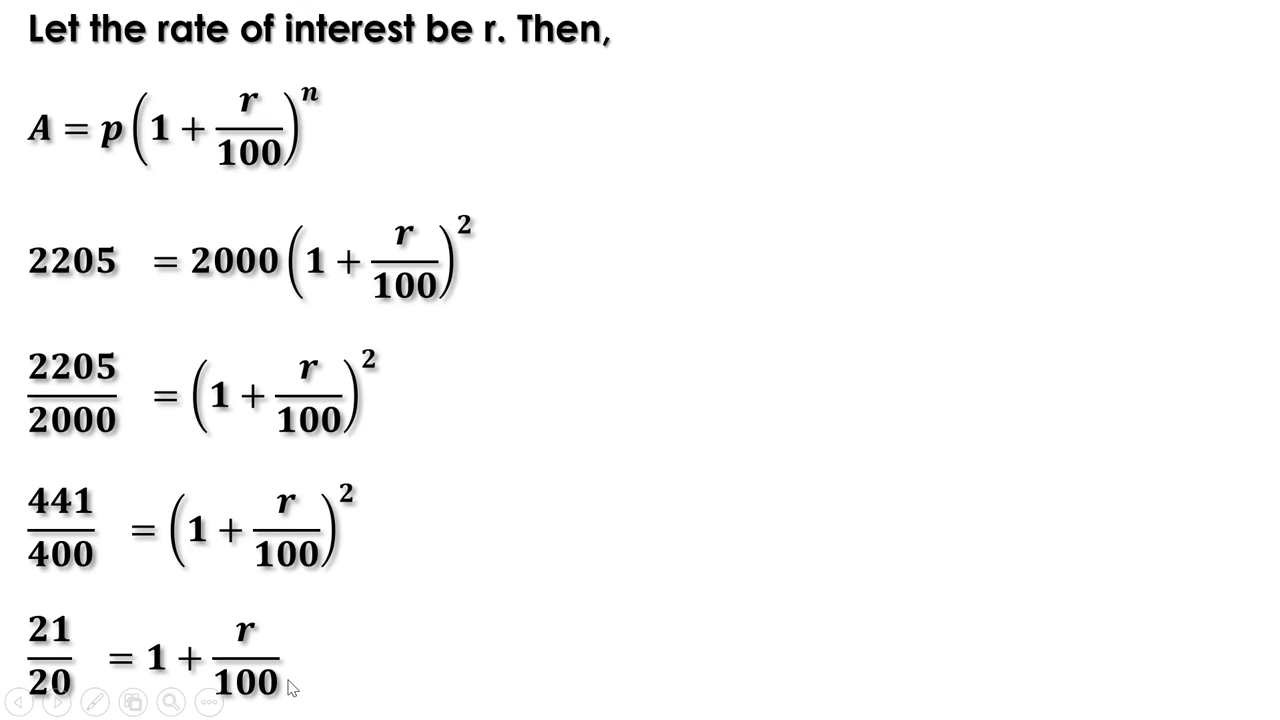 Let the rate of interest be r. Then,
A = p(1 + r/100)^n
2205 = 2000(1 + r/100)^2
2205/2000 = (1 + r/100)^2
441/400 = (1 + r/100)^2
21/20 = 1 + r/100